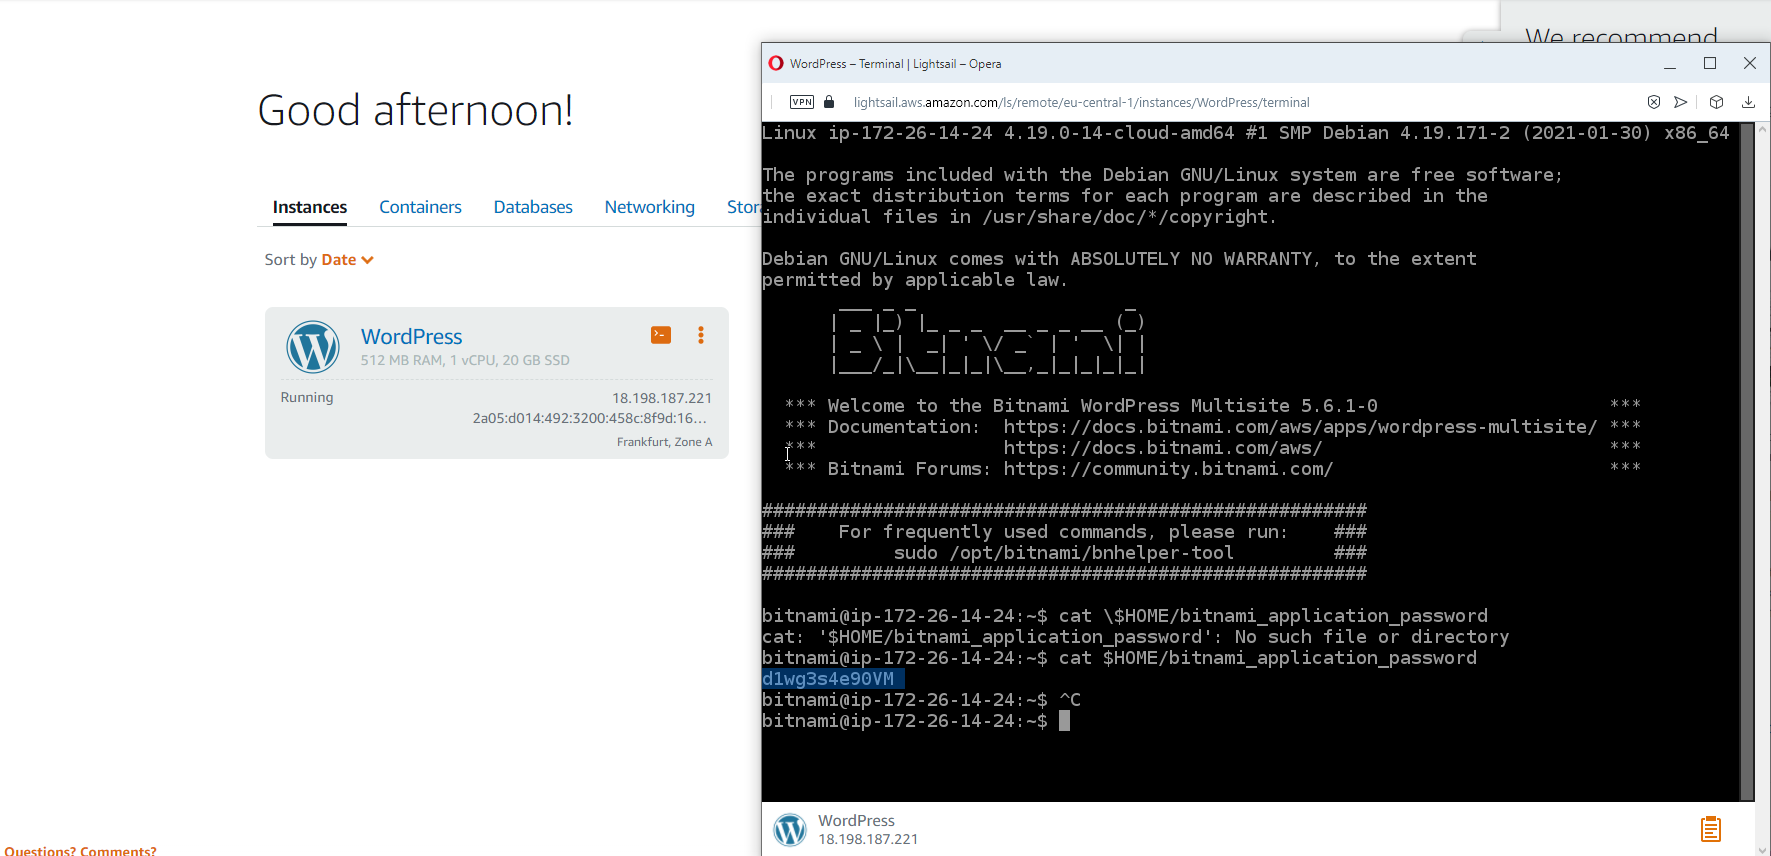 We recommend
Good afternoon!
Instances
Containers
Databases
Networking
Stor
Sort by Date
WordPress
512 MB RAM, 1 vCPU, 20 GB SSD
Running
18.198.187.221
2a05:d014:492:3200:458c:8f9d:16...
Frankfurt, Zone A
Questions? Comments?
WordPress – Terminal | Lightsail – Opera
VPN
lightsail.aws.amazon.com/ls/remote/eu-central-1/instances/WordPress/terminal
Linux ip-172-26-14-24 4.19.0-14-cloud-amd64 #1 SMP Debian 4.19.171-2 (2021-01-30) x86_64
The programs included with the Debian GNU/Linux system are free software;
the exact distribution terms for each program are described in the
individual files in /usr/share/doc/*/copyright.
Debian GNU/Linux comes with ABSOLUTELY NO WARRANTY, to the extent
permitted by applicable law.
Bitnami
*** Welcome to the Bitnami WordPress Multisite 5.6.1-0 ***
*** Documentation: https://docs.bitnami.com/aws/apps/wordpress-multisite/ ***
*** https://docs.bitnami.com/aws/ ***
*** Bitnami Forums: https://community.bitnami.com/ ***
#######################################################
### For frequently used commands, please run: ###
### sudo /opt/bitnami/bnhelper-tool ###
#######################################################
bitnami@ip-172-26-14-24:~$ cat \$HOME/bitnami_application_password
cat: '$HOME/bitnami_application_password': No such file or directory
bitnami@ip-172-26-14-24:~$ cat $HOME/bitnami_application_password
d1wg3s4e90VM
bitnami@ip-172-26-14-24:~$ ^C
bitnami@ip-172-26-14-24:~$
WordPress
18.198.187.221